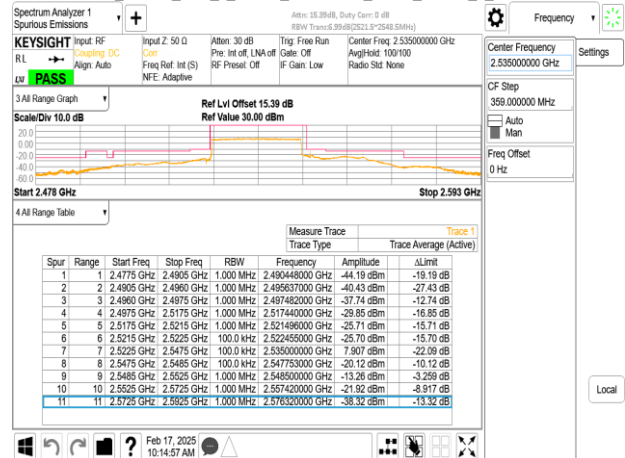 Spectrum Analyzer 1
Spurious Emissions
Attn: 15.39dB, Duty Corr: 0 dB
RBW Trans:6.99dB(2521.5~2548.5MHz)
Frequency
KEYSIGHT
RL
PASS
Input: RF
Coupling: DC
Align: Auto
Input Z: 50 Ω
Corr
Freq Ref: Int (S)
NFE: Adaptive
Atten: 30 dB
Pre: Int off, LNA off
RF Preset: Off
Trig: Free Run
Gate: Off
IF Gain: Low
Center Freq: 2.535000000 GHz
Avg|Hold: 100/100
Radio Std: None
Center Frequency
2.535000000 GHz
Settings
CF Step
359.000000 MHz
Auto
Man
Freq Offset
0 Hz
Local
3 All Range Graph
Scale/Div 10.0 dB
Ref Lvl Offset 15.39 dB
Ref Value 30.00 dBm
20.0
0.00
-20.0
-40.0
-60.0
Start 2.478 GHz
Stop 2.593 GHz
4 All Range Table
Measure Trace Trace 1
Trace Type Trace Average (Active)
Spur Range Start Freq Stop Freq RBW Frequency Amplitude ΔLimit
1 1 2.4775 GHz 2.4905 GHz 1.000 MHz 2.490448000 GHz -44.19 dBm -19.19 dB
2 2 2.4905 GHz 2.4960 GHz 1.000 MHz 2.495637000 GHz -40.43 dBm -27.43 dB
3 3 2.4960 GHz 2.4975 GHz 1.000 MHz 2.497482000 GHz -37.74 dBm -12.74 dB
4 4 2.4975 GHz 2.5175 GHz 1.000 MHz 2.517440000 GHz -29.85 dBm -16.85 dB
5 5 2.5175 GHz 2.5215 GHz 1.000 MHz 2.521496000 GHz -25.71 dBm -15.71 dB
6 6 2.5215 GHz 2.5225 GHz 100.0 kHz 2.522455000 GHz -25.70 dBm -15.70 dB
7 7 2.5225 GHz 2.5475 GHz 100.0 kHz 2.535000000 GHz 7.907 dBm -22.09 dB
8 8 2.5475 GHz 2.5485 GHz 100.0 kHz 2.547753000 GHz -20.12 dBm -10.12 dB
9 9 2.5485 GHz 2.5525 GHz 1.000 MHz 2.548500000 GHz -13.26 dBm -3.259 dB
10 10 2.5525 GHz 2.5725 GHz 1.000 MHz 2.557420000 GHz -21.92 dBm -8.917 dB
11 11 2.5725 GHz 2.5925 GHz 1.000 MHz 2.576320000 GHz -38.32 dBm -13.32 dB
Feb 17, 2025
10:14:57 AM